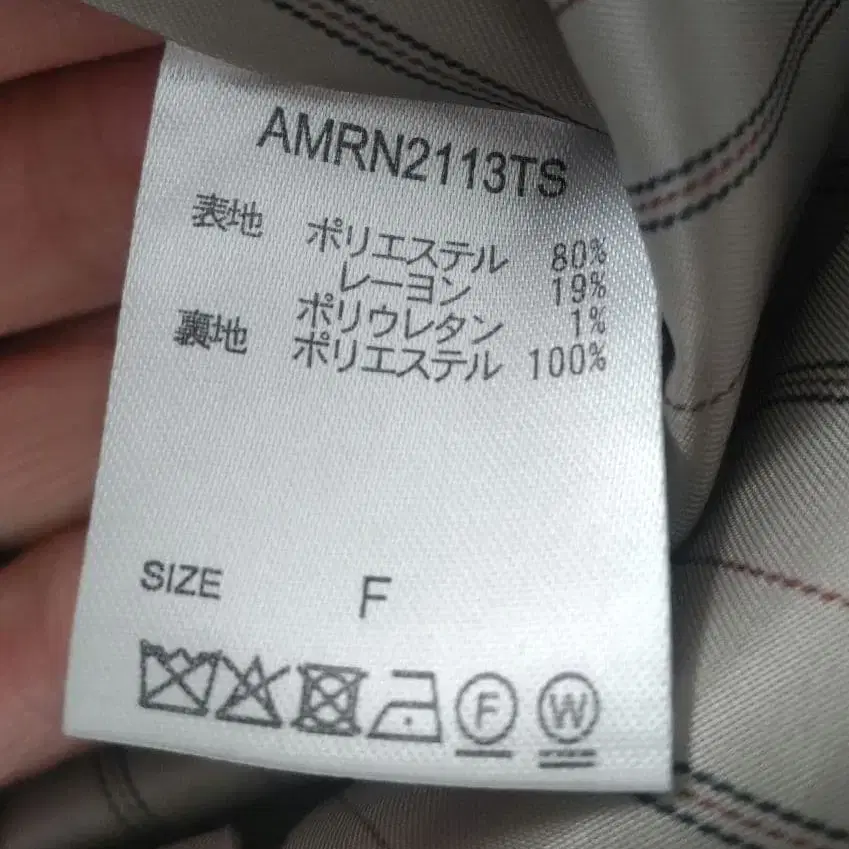 AMRN2113TS
表地 ポリエステル 80%
レーヨン 19%
ポリウレタン 1%
裏地 ポリエステル 100%
SIZE F
F W